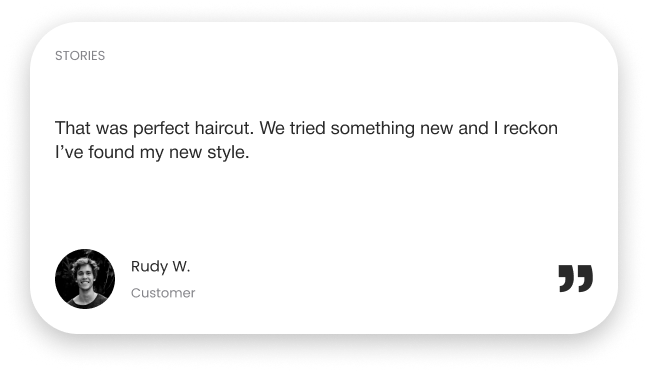 STORIES
That was perfect haircut. We tried something new and I reckon
I’ve found my new style.
Rudy W.
Customer
”